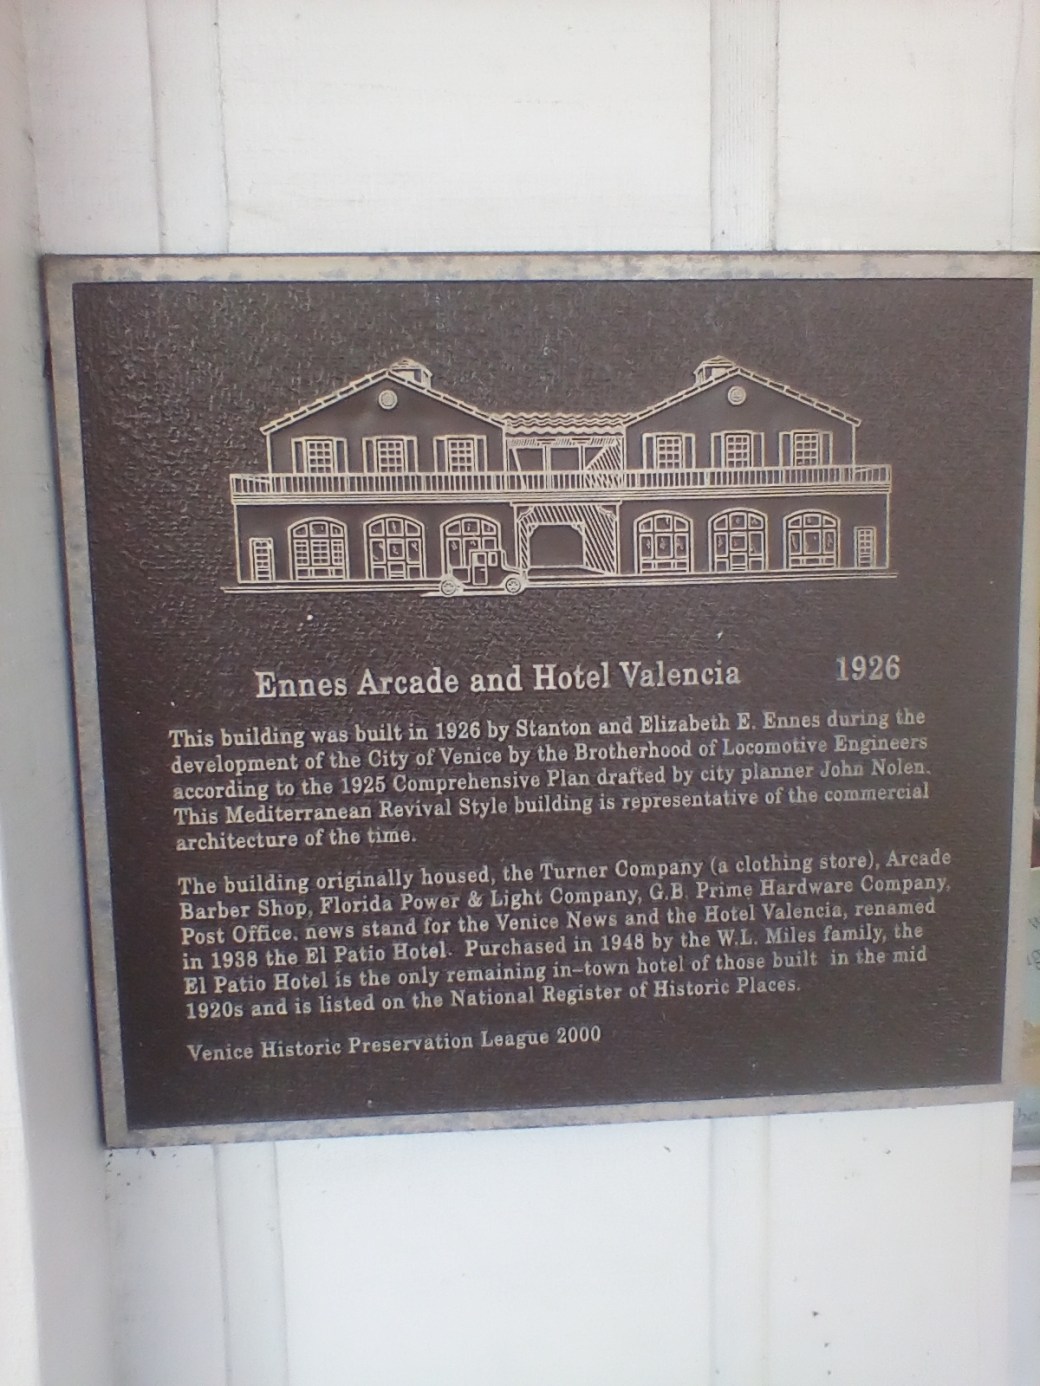 Ennes Arcade and Hotel Valencia 1926
This building was built in 1926 by Stanton and Elizabeth E. Ennes during the
development of the City of Venice by the Brotherhood of Locomotive Engineers
according to the 1925 Comprehensive Plan drafted by city planner John Nolen.
This Mediterranean Revival Style building is representative of the commercial
architecture of the time.
The building originally housed, the Turner Company (a clothing store), Arcade
Barber Shop, Florida Power & Light Company, G.B. Prime Hardware Company,
Post Office, news stand for the Venice News and the Hotel Valencia, renamed
in 1938 the El Patio Hotel. Purchased in 1948 by the W.L. Miles family, the
El Patio Hotel is the only remaining in-town hotel of those built in the mid
1920s and is listed on the National Register of Historic Places.
Venice Historic Preservation League 2000